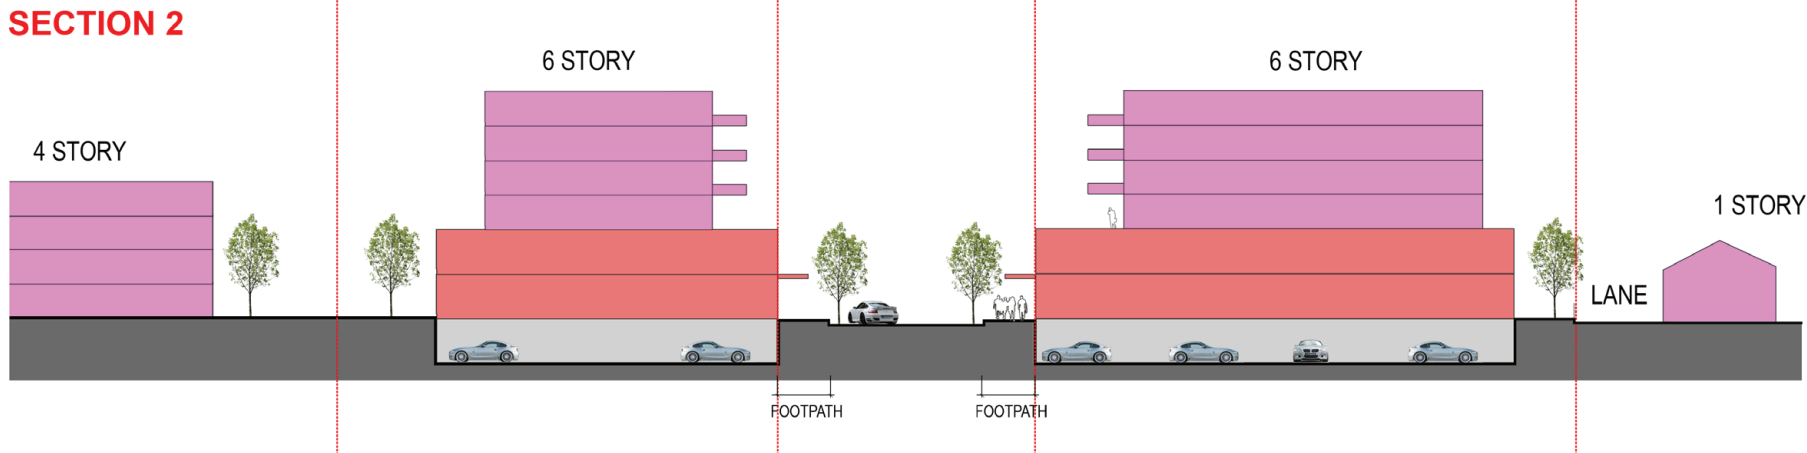 SECTION 2
6 STORY
6 STORY
4 STORY
1 STORY
LANE
FOOTPATH
FOOTPATH